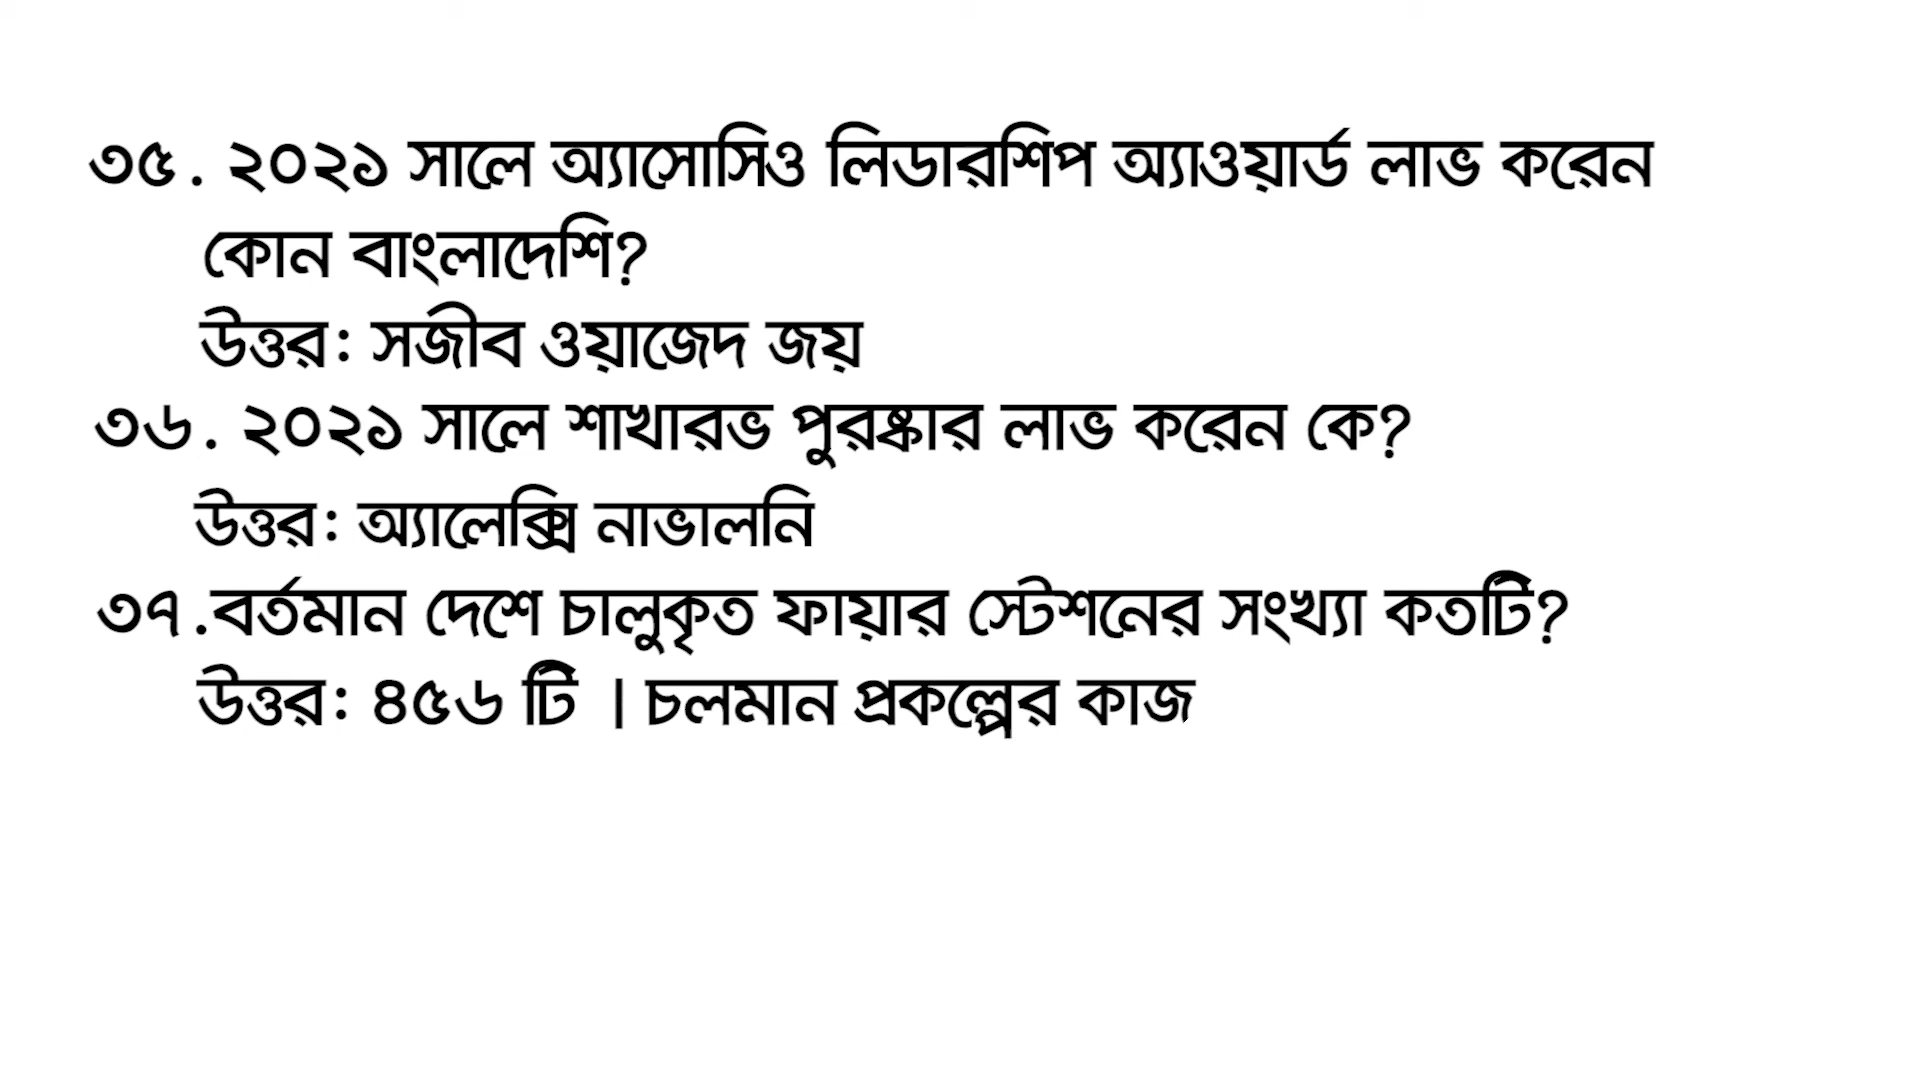 ৩৫. ২০২১ সালে অ্যাসোসিও লিডারশিপ অ্যাওয়ার্ড লাভ করেন
কোন বাংলাদেশি?
উত্তর: সজীব ওয়াজেদ জয়
৩৬. ২০২১ সালে শাখারভ পুরষ্কার লাভ করেন কে?
উত্তর: অ্যালেক্সি নাভালনি
৩৭.বর্তমান দেশে চালুকৃত ফায়ার স্টেশনের সংখ্যা কতটি?
উত্তর: ৪৫৬ টি । চলমান প্রকল্পের কাজ